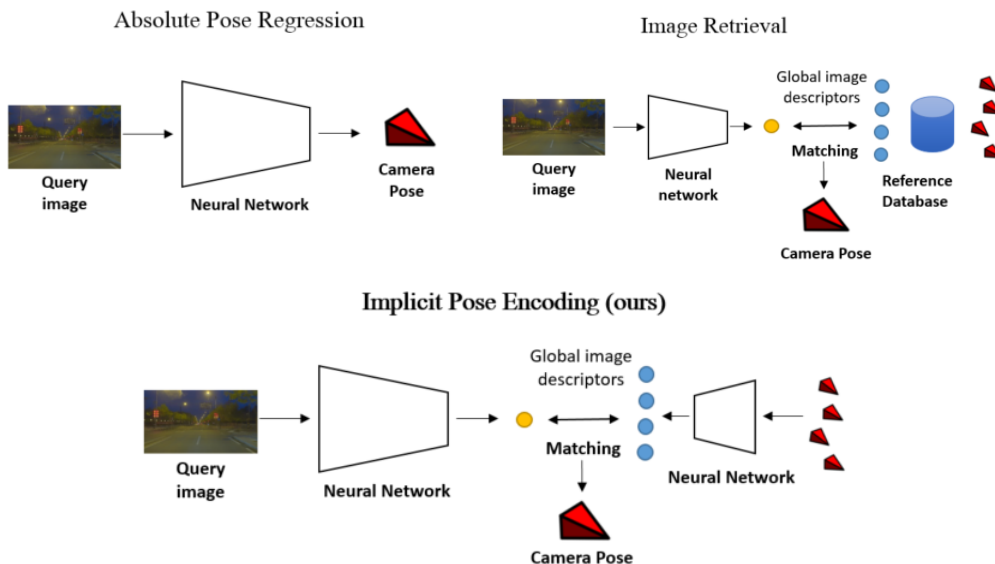 Absolute Pose Regression
Query
image
Neural Network
Camera
Pose
Image Retrieval
Query
image
Neural
network
Global image
descriptors
Matching
Camera Pose
Reference
Database
Implicit Pose Encoding (ours)
Query
image
Neural Network
Global image
descriptors
Matching
Camera Pose
Neural Network